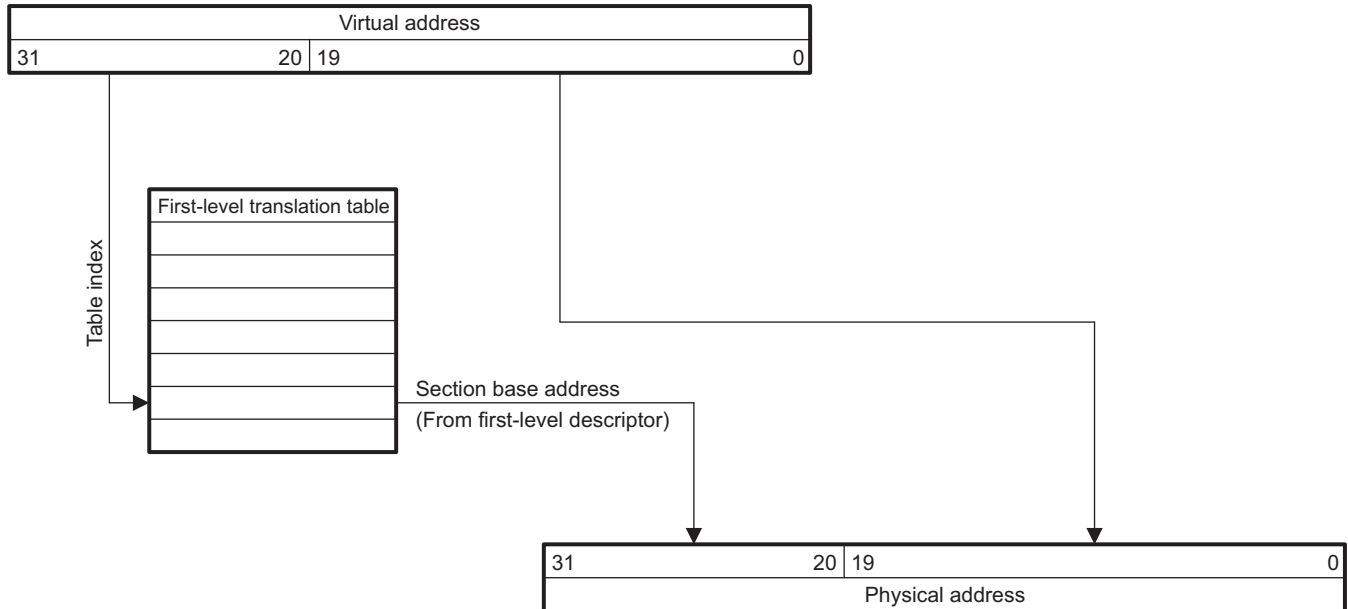 Virtual address
31 20 19 0
First-level translation table
Table index
Section base address
(From first-level descriptor)
31 20 19 0
Physical address